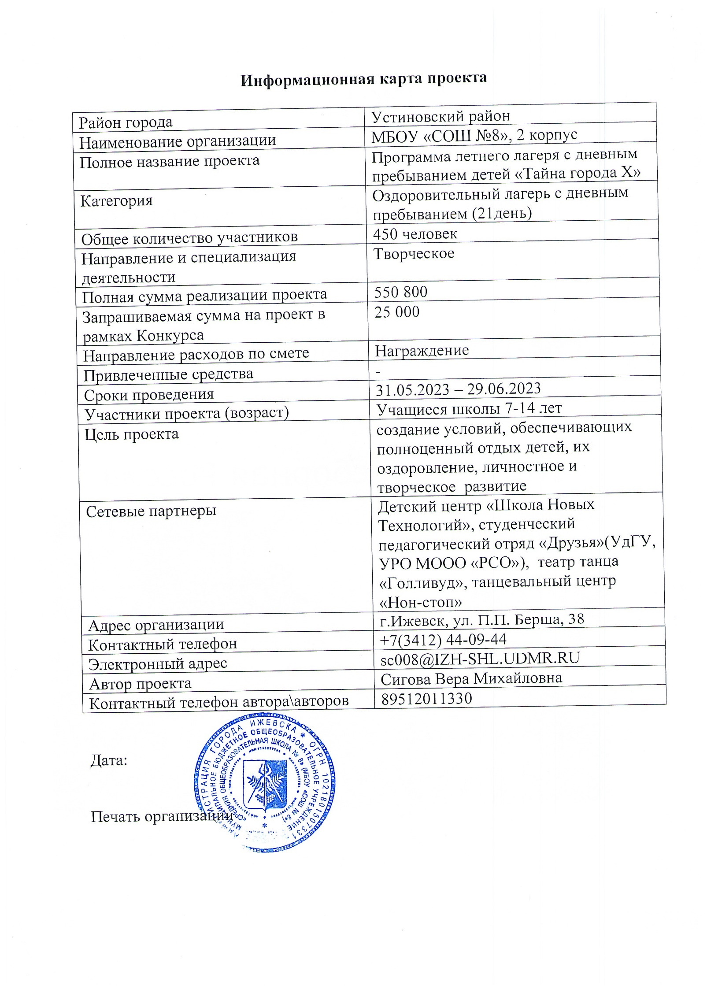 Информационная карта проекта
Район города
Устиновский район
Наименование организации
МБОУ «СОШ №8», 2 корпус
Полное название проекта
Программа летнего лагеря с дневным
пребыванием детей «Тайна города Х»
Категория
Оздоровительный лагерь с дневным
пребыванием (21день)
Общее количество участников
450 человек
Направление и специализация
деятельности
Творческое
Полная сумма реализации проекта
550 800
Запрашиваемая сумма на проект в
рамках Конкурса
25 000
Направление расходов по смете
Награждение
Привлеченные средства
-
Сроки проведения
31.05.2023 – 29.06.2023
Участники проекта (возраст)
Учащиеся школы 7-14 лет
Цель проекта
создание условий, обеспечивающих
полноценный отдых детей, их
оздоровление, личностное и
творческое  развитие
Сетевые партнеры
Детский центр «Школа Новых
Технологий», студенческий
педагогический отряд «Друзья»(УдГУ,
УРО МООО «РСО»),  театр танца
«Голливуд», танцевальный центр
«Нон-стоп»
Адрес организации
г.Ижевск, ул. П.П. Берша, 38
Контактный телефон
+7(3412) 44-09-44
Электронный адрес
sc008@IZH-SHL.UDMR.RU
Автор проекта
Сигова Вера Михайловна
Контактный телефон автора\авторов
89512011330
Дата:
Печать организации
ГОРОДА ИЖЕВСКА * ОГРН 1021801507331
МУНИЦИПАЛЬНОЕ БЮДЖЕТНОЕ ОБЩЕОБРАЗОВАТЕЛЬНОЕ УЧРЕЖДЕНИЕ
«СРЕДНЯЯ ОБЩЕОБРАЗОВАТЕЛЬНАЯ ШКОЛА № 8» (МБОУ «СОШ № 8»)